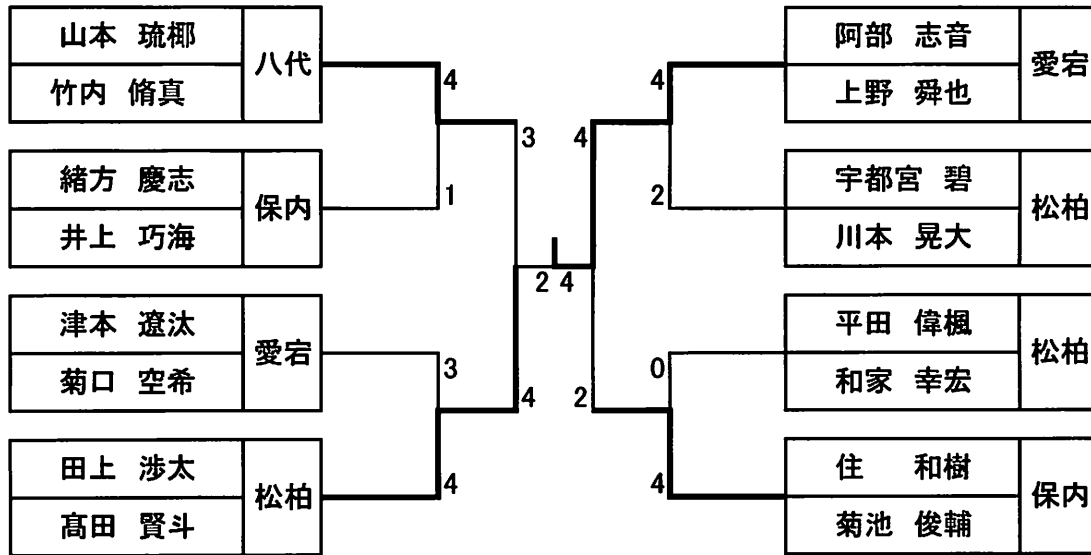 山本 琉椰
竹内 脩真
八代
緒方 慶志
井上 巧海
保内
津本 遼汰
菊口 空希
愛宕
田上 渉太
髙田 賢斗
松柏
4
1
3
3
4
4
2
4
4
2
4
2
0
4
阿部 志音
上野 舜也
愛宕
宇都宮 碧
川本 晃大
松柏
平田 偉楓
和家 幸宏
松柏
住 和樹
菊池 俊輔
保内